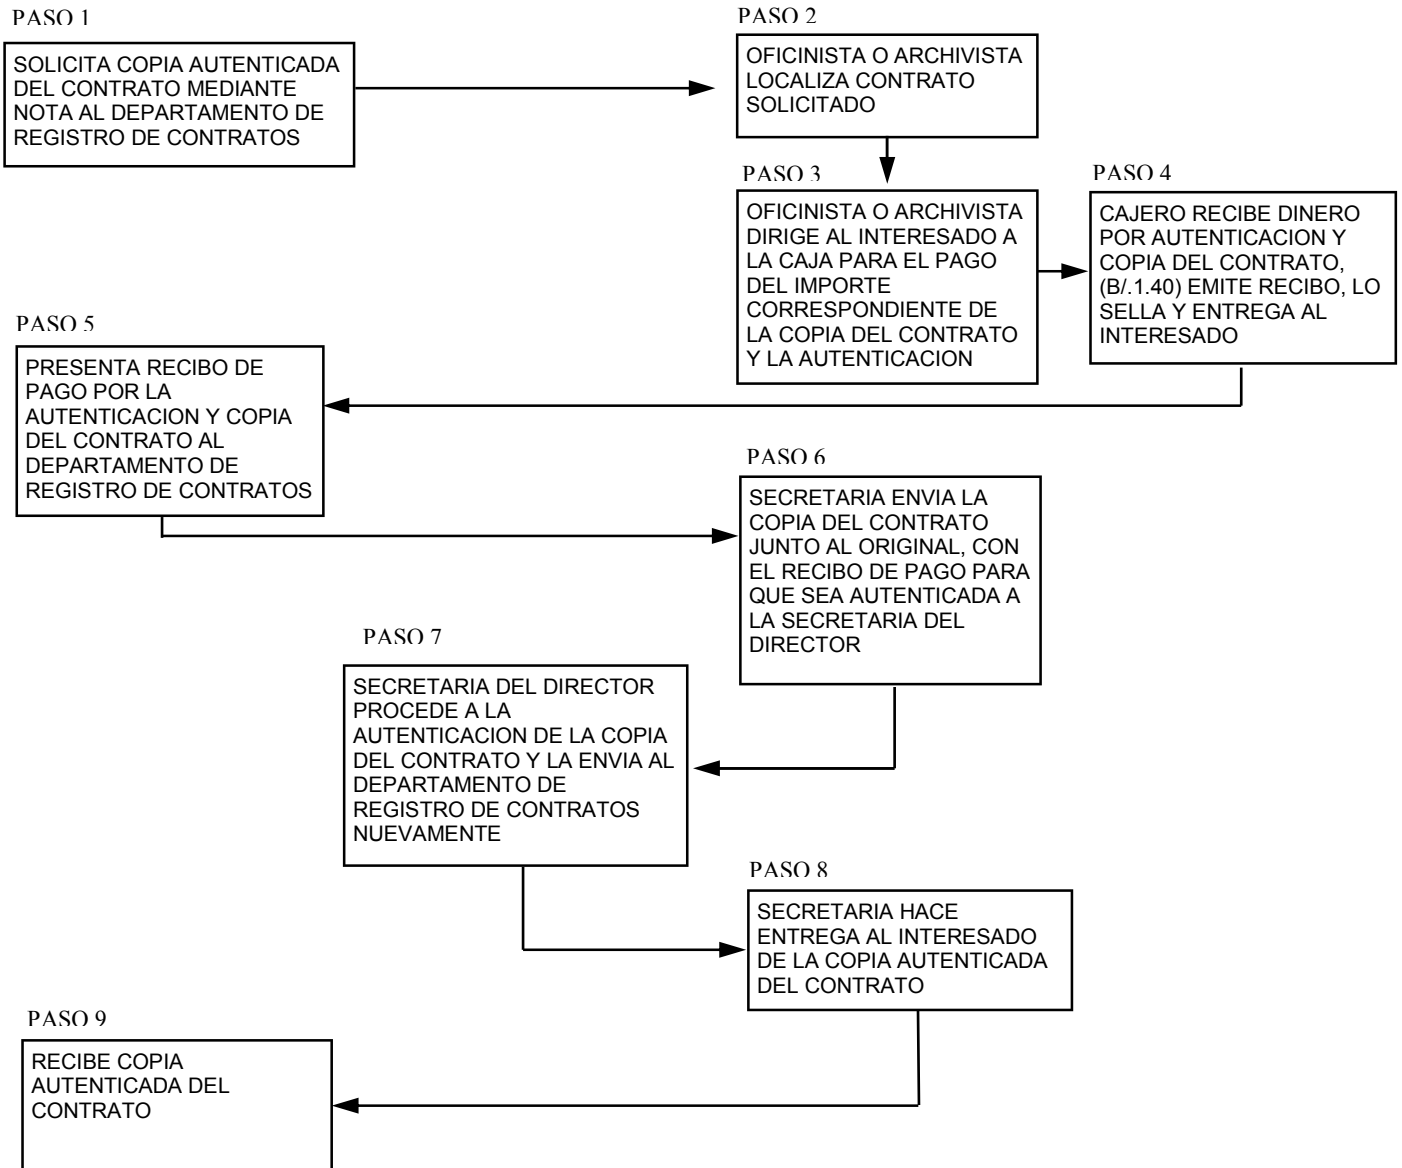 PASO 1
SOLICITA COPIA AUTENTICADA
DEL CONTRATO MEDIANTE
NOTA AL DEPARTAMENTO DE
REGISTRO DE CONTRATOS
PASO 2
OFICINISTA O ARCHIVISTA
LOCALIZA CONTRATO
SOLICITADO
PASO 3
OFICINISTA O ARCHIVISTA
DIRIGE AL INTERESADO A
LA CAJA PARA EL PAGO
DEL IMPORTE
CORRESPONDIENTE DE
LA COPIA DEL CONTRATO
Y LA AUTENTICACION
PASO 4
CAJERO RECIBE DINERO
POR AUTENTICACION Y
COPIA DEL CONTRATO,
(B/.1.40) EMITE RECIBO, LO
SELLA Y ENTREGA AL
INTERESADO
PASO 5
PRESENTA RECIBO DE
PAGO POR LA
AUTENTICACION Y COPIA
DEL CONTRATO AL
DEPARTAMENTO DE
REGISTRO DE CONTRATOS
PASO 6
SECRETARIA ENVIA LA
COPIA DEL CONTRATO
JUNTO AL ORIGINAL, CON
EL RECIBO DE PAGO PARA
QUE SEA AUTENTICADA A
LA SECRETARIA DEL
DIRECTOR
PASO 7
SECRETARIA DEL DIRECTOR
PROCEDE A LA
AUTENTICACION DE LA COPIA
DEL CONTRATO Y LA ENVIA AL
DEPARTAMENTO DE
REGISTRO DE CONTRATOS
NUEVAMENTE
PASO 8
SECRETARIA HACE
ENTREGA AL INTERESADO
DE LA COPIA AUTENTICADA
DEL CONTRATO
PASO 9
RECIBE COPIA
AUTENTICADA DEL
CONTRATO